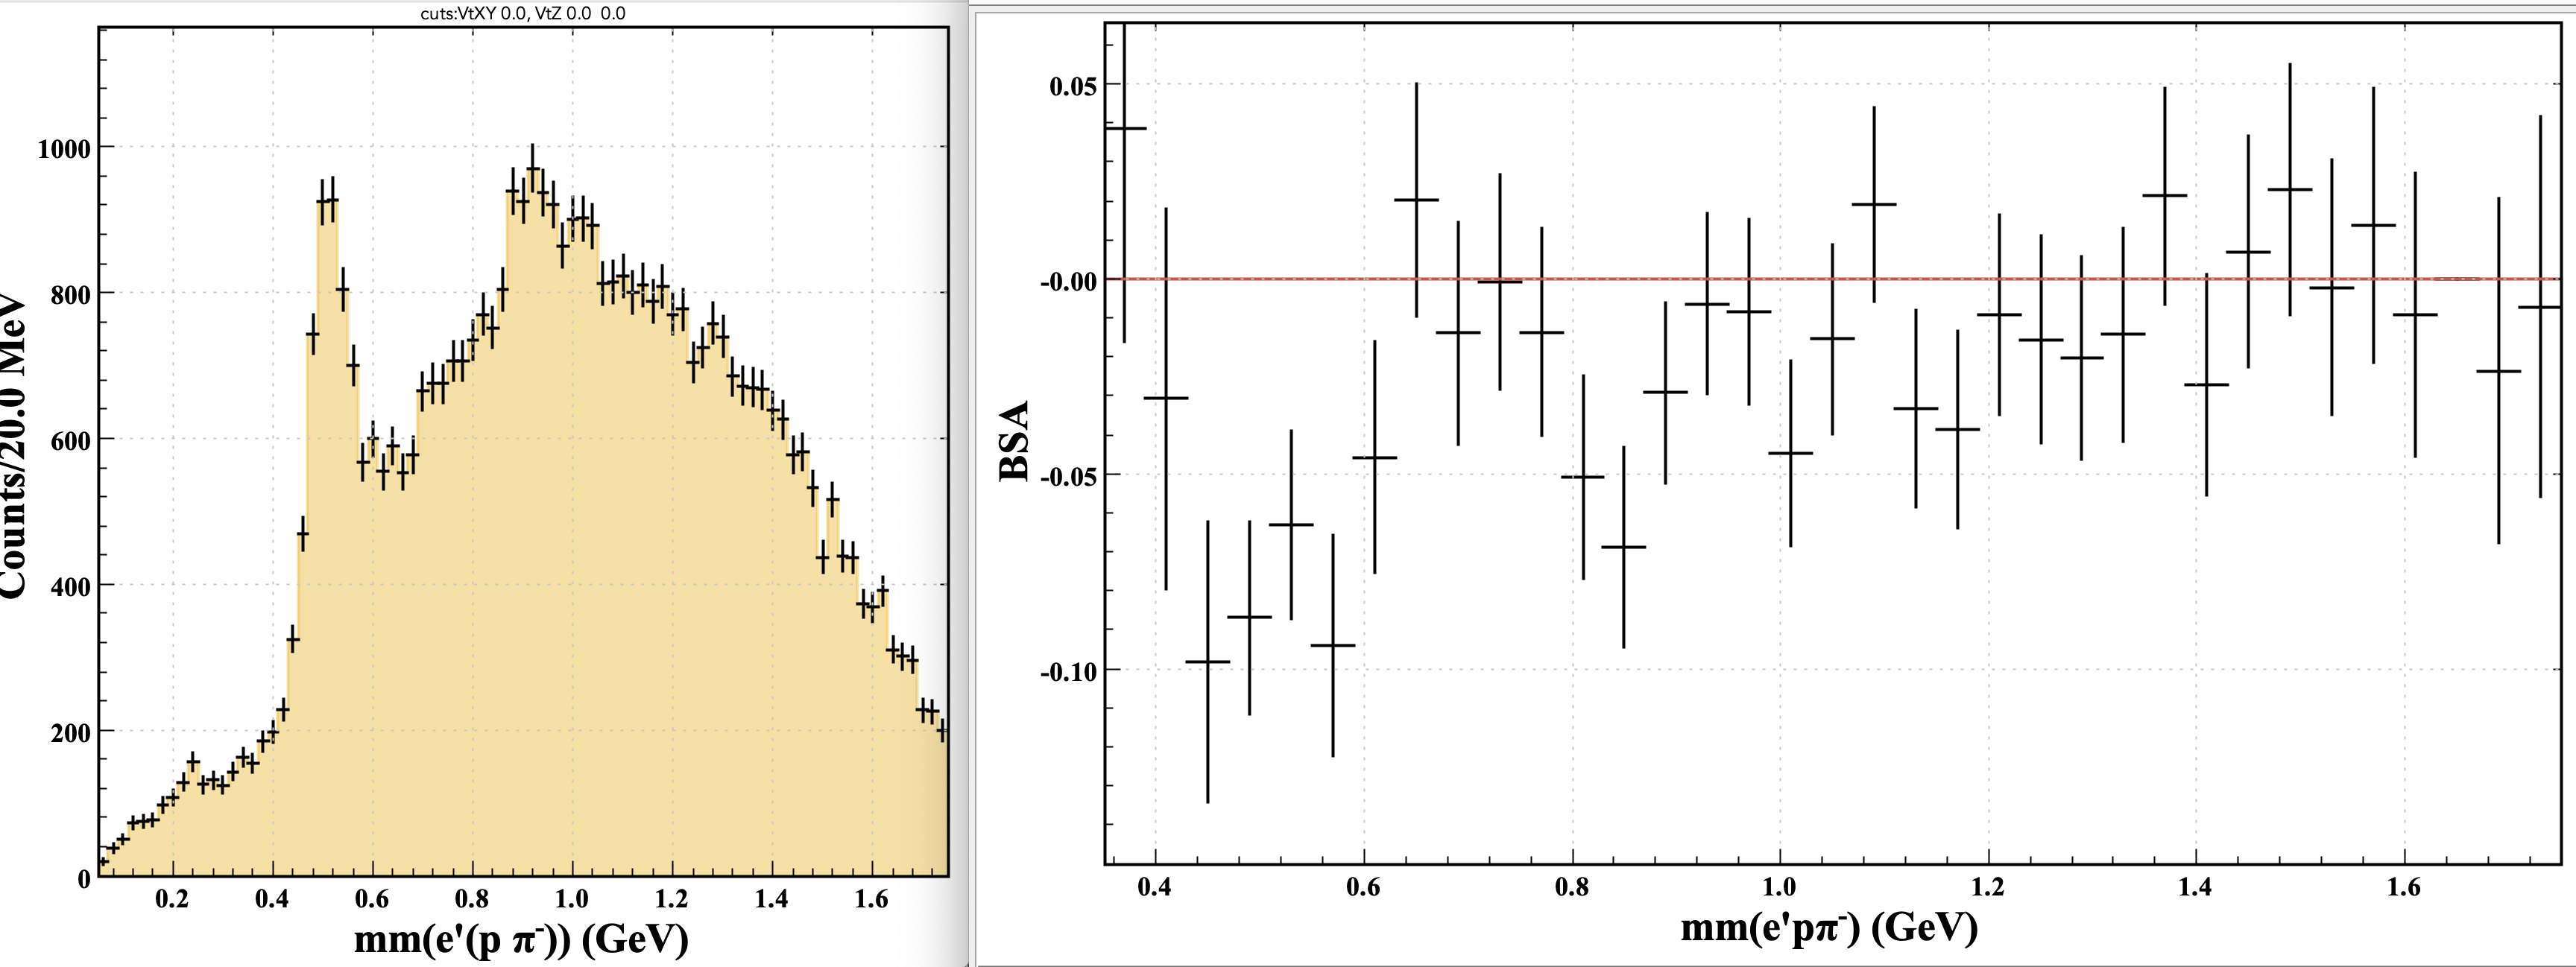 cuts:VtXY 0.0, VtZ 0.0 0.0
Counts/20.0 MeV
1000
800
600
400
200
0
0.2 0.4 0.6 0.8 1.0 1.2 1.4 1.6
mm(e'(p π⁻)) (GeV)
BSA
0.05
-0.00
-0.05
-0.10
0.4 0.6 0.8 1.0 1.2 1.4 1.6
mm(e'pπ⁻) (GeV)